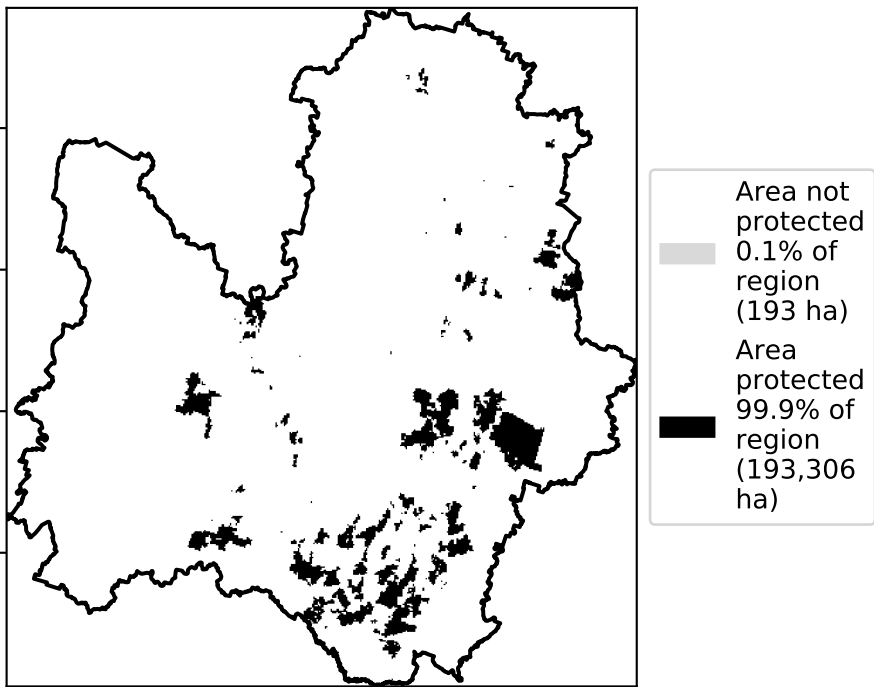 Area not
protected
0.1% of
region
(193 ha)
Area
protected
99.9% of
region
(193,306
ha)